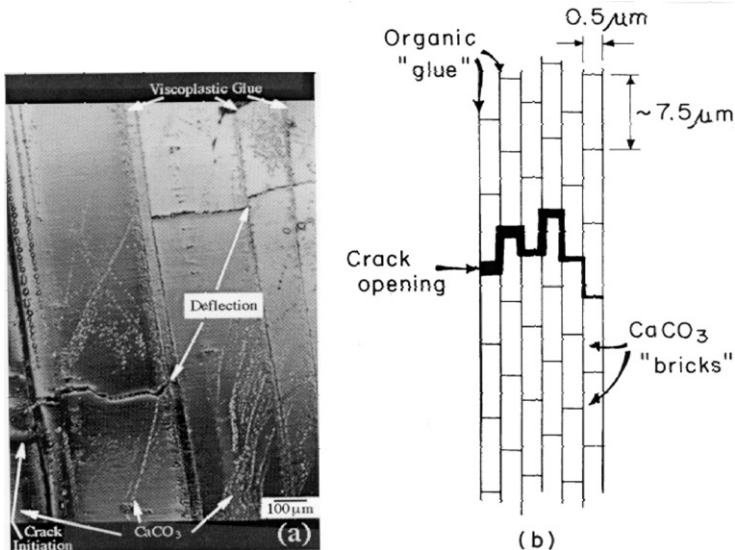 Viscoplastic Glue
Deflection
100μm
Crack
Initiation
CaCO3
(a)
0.5μm
Organic
"glue"
~7.5μm
Crack
opening
CaCO3
"bricks"
(b)